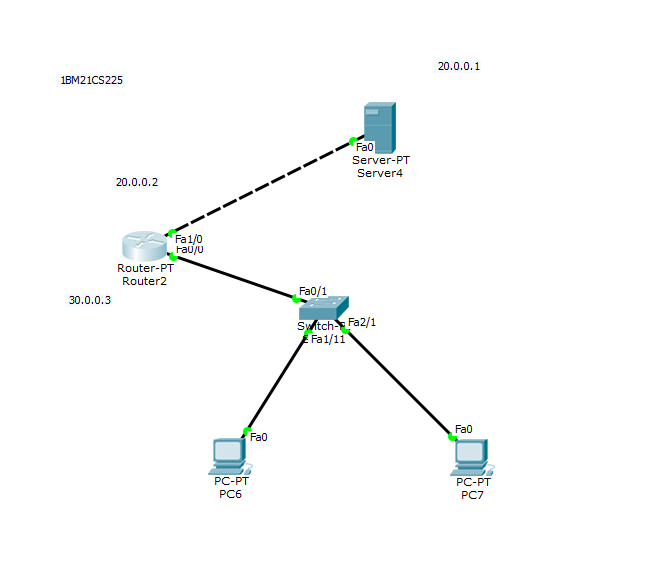 20.0.0.1
1BM21CS225
Fa0
Server-PT
Server4
20.0.0.2
Fa1/0
Fa0/0
Router-PT
Router2
30.0.0.3
Fa0/1
Fa2/1
Fa1/11
Fa0
Fa0
PC-PT
PC6
PC-PT
PC7